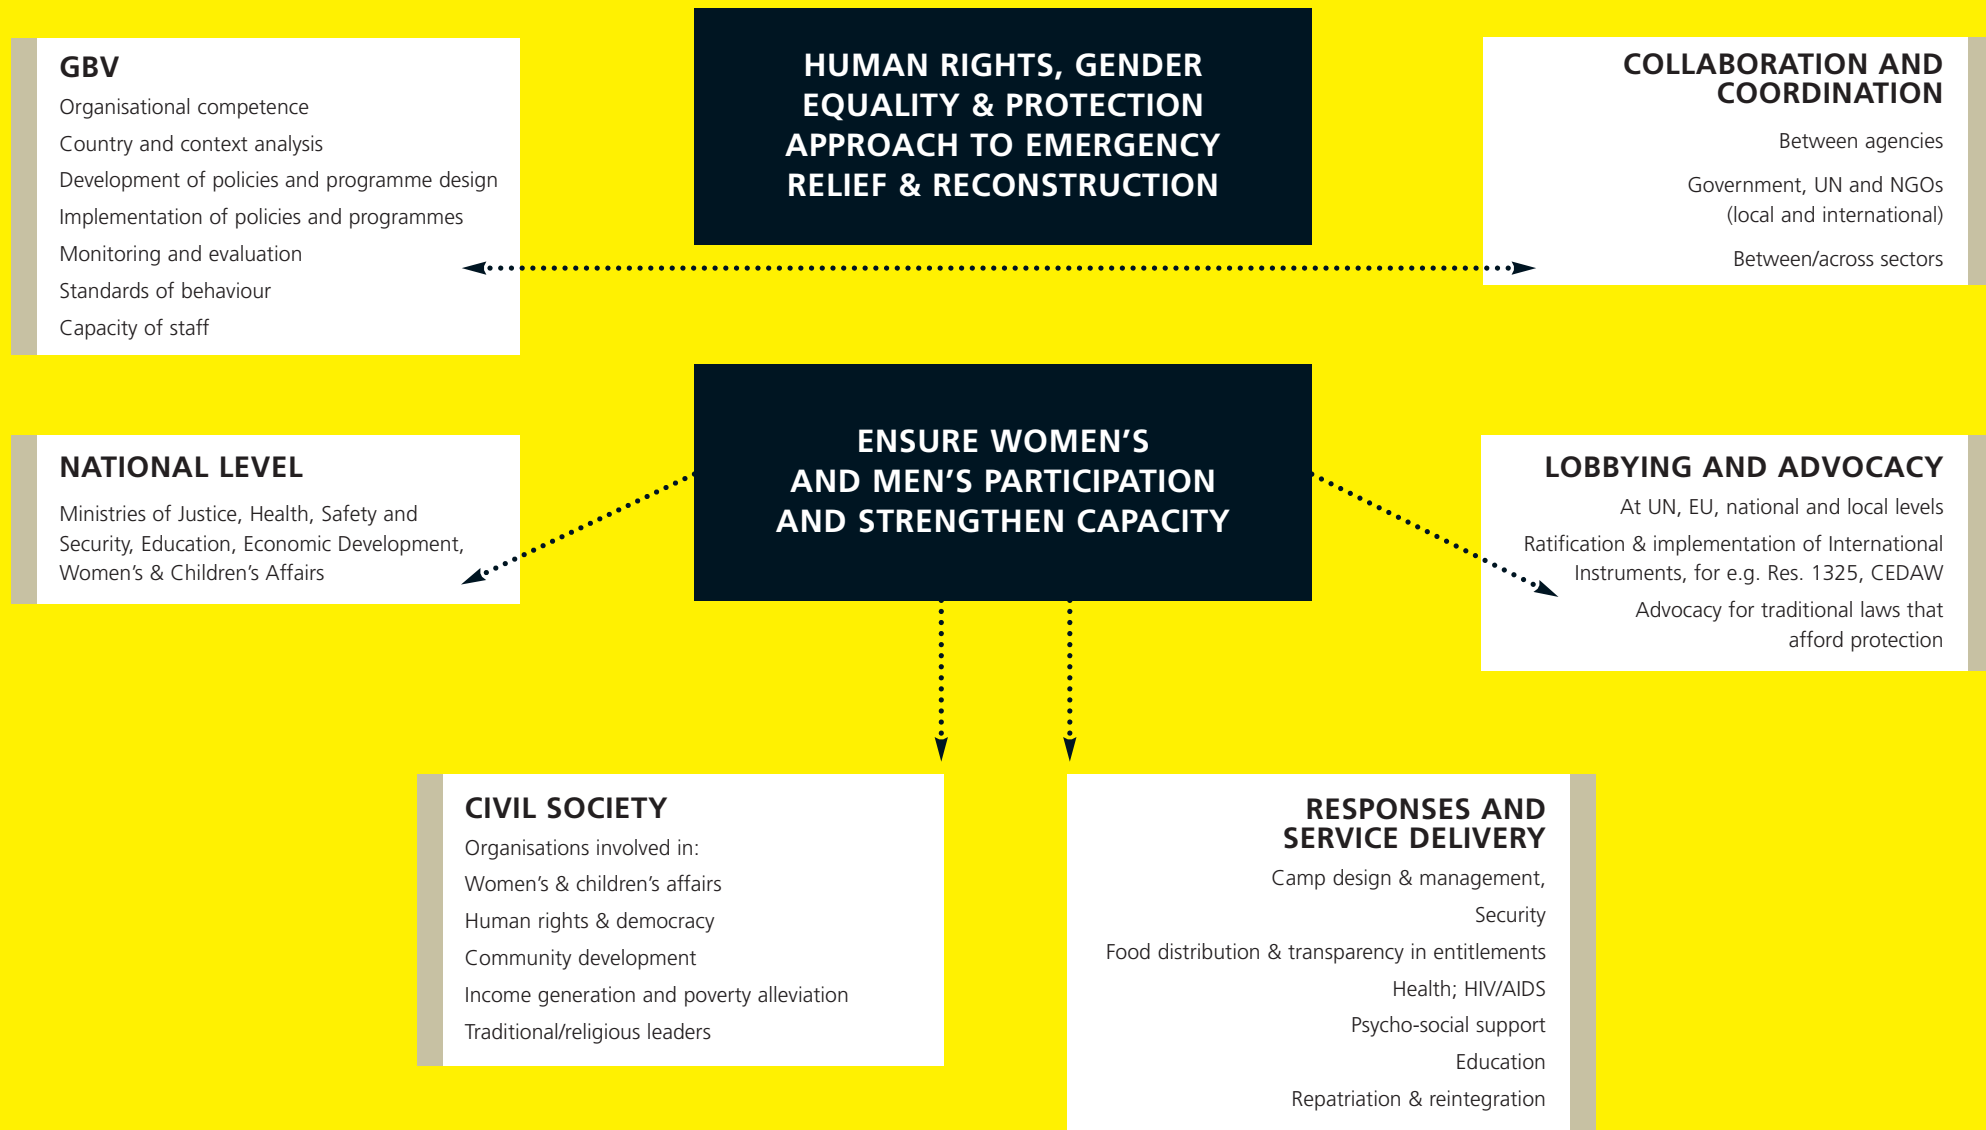 GBV
Organisational competence
Country and context analysis
Development of policies and programme design
Implementation of policies and programmes
Monitoring and evaluation
Standards of behaviour
Capacity of staff
HUMAN RIGHTS, GENDER
EQUALITY & PROTECTION
APPROACH TO EMERGENCY
RELIEF & RECONSTRUCTION
COLLABORATION AND
COORDINATION
Between agencies
Government, UN and NGOs
(local and international)
Between/across sectors
NATIONAL LEVEL
Ministries of Justice, Health, Safety and
Security, Education, Economic Development,
Women’s & Children’s Affairs
ENSURE WOMEN’S
AND MEN’S PARTICIPATION
AND STRENGTHEN CAPACITY
LOBBYING AND ADVOCACY
At UN, EU, national and local levels
Ratification & implementation of International
Instruments, for e.g. Res. 1325, CEDAW
Advocacy for traditional laws that
afford protection
CIVIL SOCIETY
Organisations involved in:
Women’s & children’s affairs
Human rights & democracy
Community development
Income generation and poverty alleviation
Traditional/religious leaders
RESPONSES AND
SERVICE DELIVERY
Camp design & management,
Security
Food distribution & transparency in entitlements
Health; HIV/AIDS
Psycho-social support
Education
Repatriation & reintegration